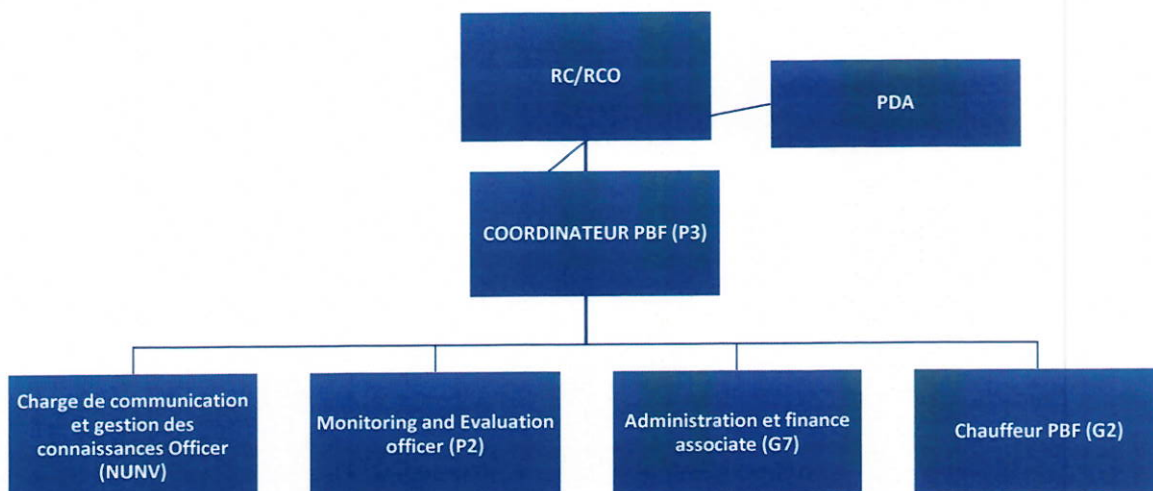 RC/RCO
PDA
COORDINATEUR PBF (P3)
Charge de communication
et gestion des
connaissances Officer
(NUNV)
Monitoring and Evaluation
officer (P2)
Administration et finance
associate (G7)
Chauffeur PBF (G2)